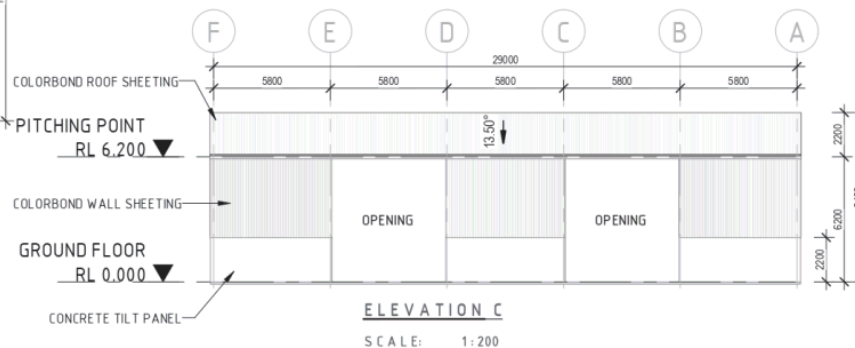 F E D C B A
29000
5800 5800 5800 5800 5800
COLORBOND ROOF SHEETING
PITCHING POINT
RL 6.200
13.50°
2200
COLORBOND WALL SHEETING
OPENING OPENING
6200
GROUND FLOOR
RL 0.000
2200
CONCRETE TILT PANEL
ELEVATION C
SCALE: 1:200